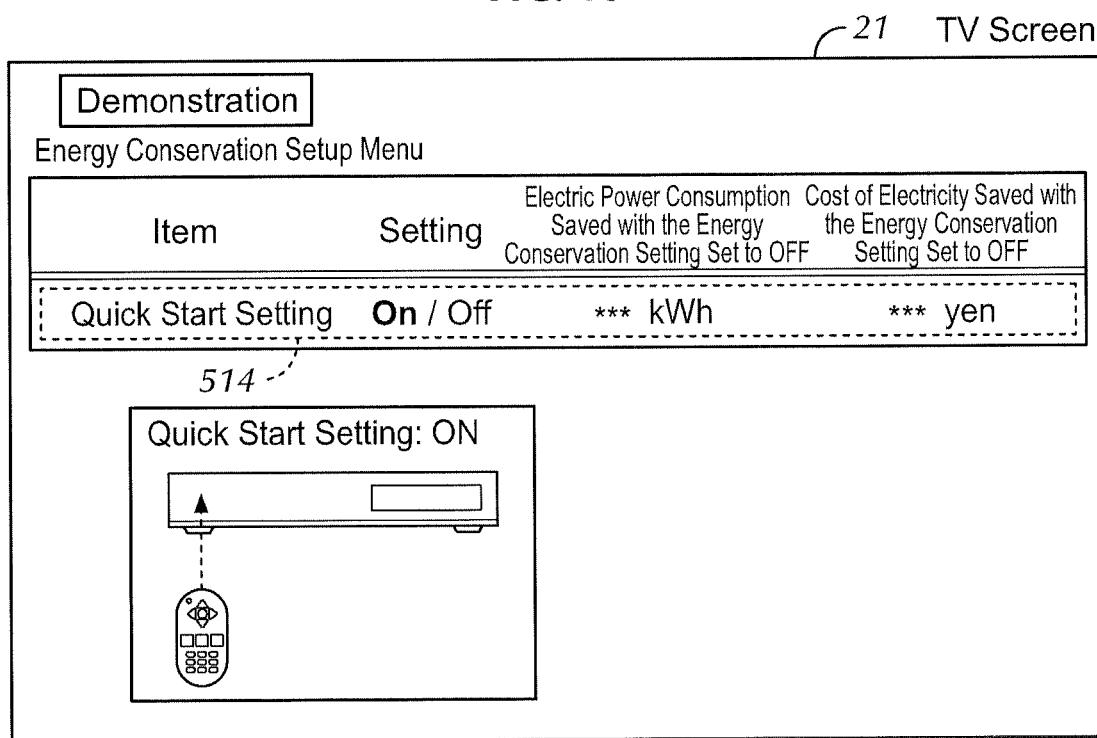 21 TV Screen
Demonstration
Energy Conservation Setup Menu
Item
Setting
Electric Power Consumption
Saved with the Energy
Conservation Setting Set to OFF
Cost of Electricity Saved with
the Energy Conservation
Setting Set to OFF
Quick Start Setting On / Off *** kWh *** yen
514
Quick Start Setting: ON